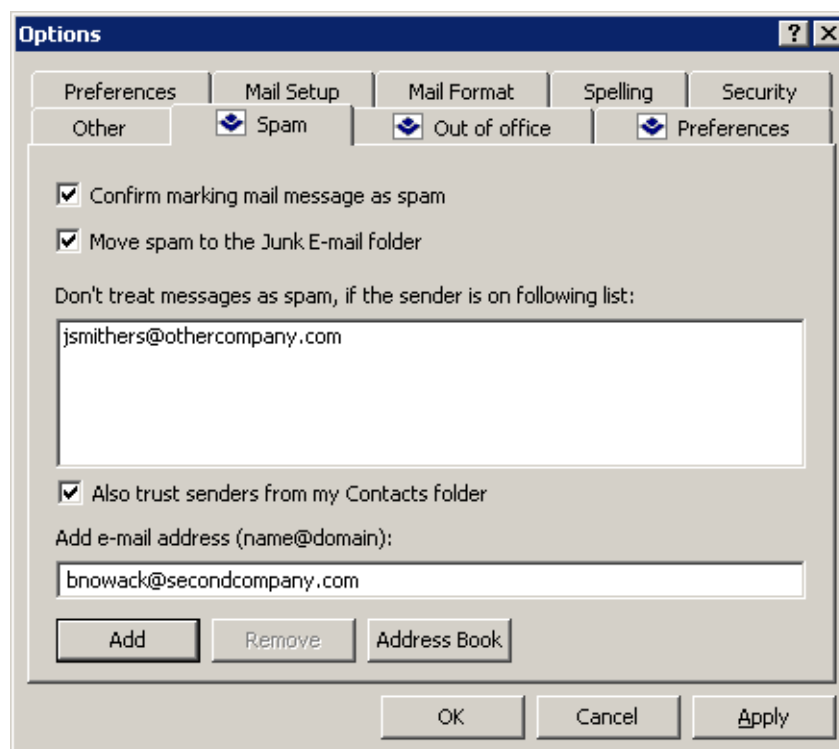 Options
Preferences Mail Setup Mail Format Spelling Security
Other Spam Out of office Preferences
Confirm marking mail message as spam
Move spam to the Junk E-mail folder
Don't treat messages as spam, if the sender is on following list:
jsmithers@othercompany.com
Also trust senders from my Contacts folder
Add e-mail address (name@domain):
bnowack@secondcompany.com
Add Remove Address Book
OK Cancel Apply